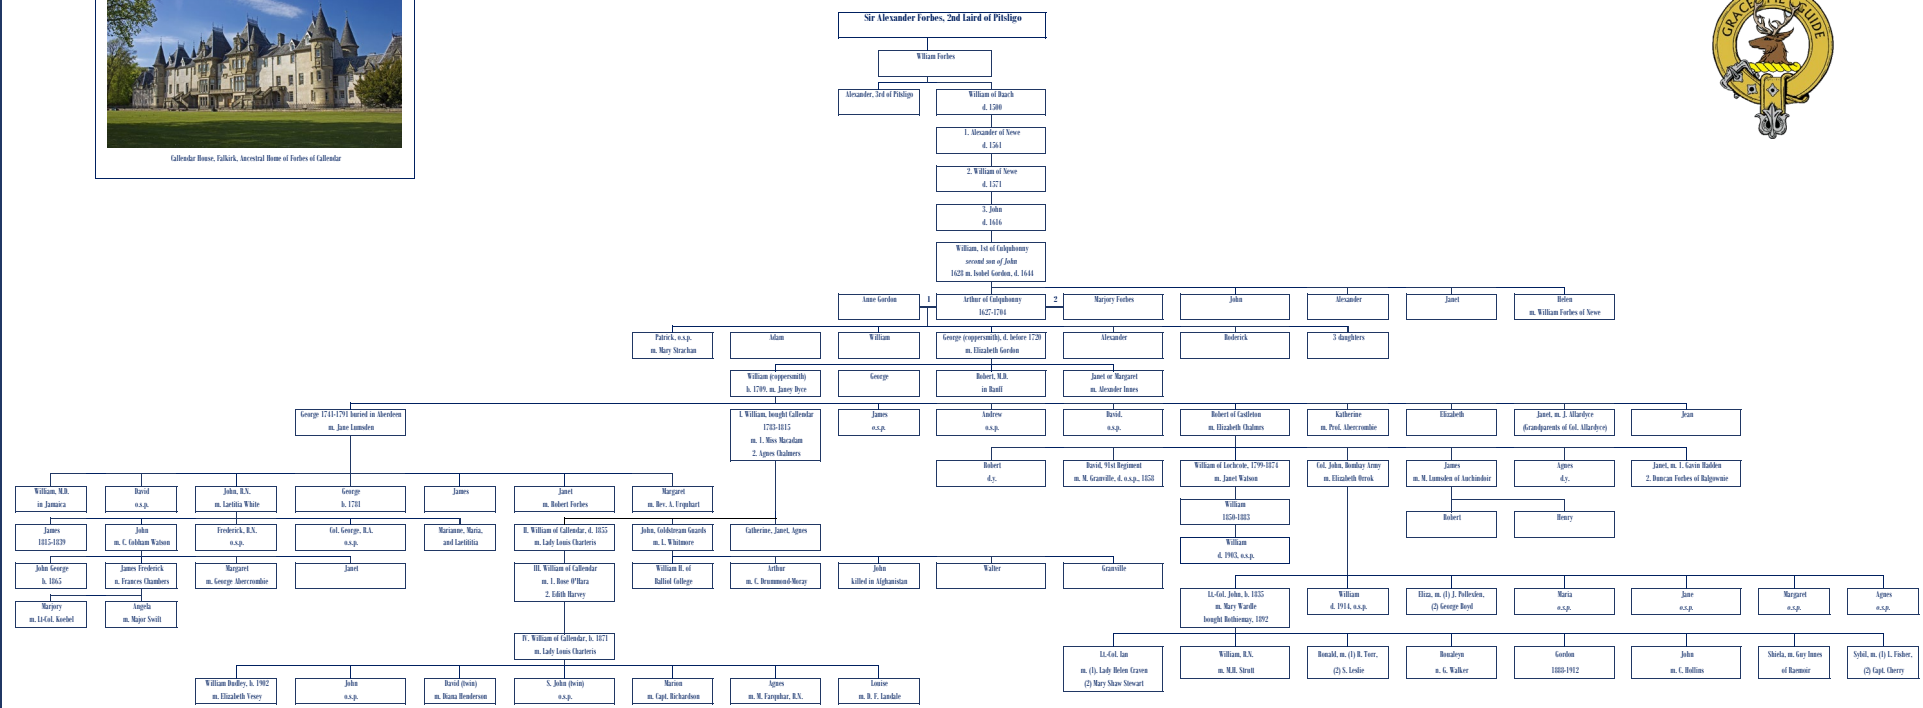 GRACE ME GUIDE
Sir Alexander Forbes, 2nd Laird of Pitsligo
Wlliam Forbes
Alexander, 3rd of Pitsligo
William of Daach
d. 1500
1. Alexander of Newe
d. 1561
Callendar House, Falkirk, Ancestral Home of Forbes of Callendar
2. William of Newe
d. 1571
3. John
d. 1616
William, 1st of Culquhonny
second son of John
1628 m. Isobel Gordon, d. 1644
Anne Gordon
1
Arthur of Culquhonny
1627-1704
2
Marjory Forbes
John
Alexander
Janet
Helen
m. William Forbes of Newe
Patrick, o.s.p.
m. Mary Strachan
Adam
William
George (coppersmith), d. before 1720
m. Elizabeth Gordon
Alexander
Roderick
3 daughters
William (coppersmith)
b. 1709. m. Janey Dyce
George
Robert, M.D.
in Banff
Janet or Margaret
m. Alexnder Innes
George 1741-1791 buried in Aberdeen
m. Jane Lumsden
I. William, bought Callendar
1783-1815
m. 1. Miss Macadam
2. Agnes Chalmers
James
o.s.p.
Andrew
o.s.p.
David.
o.s.p.
Robert of Castleton
m. Elizabeth Chalmrs
Katherine
m. Prof. Abercrombie
Elizabeth
Janet, m. J. Allardyce
(Grandparents of Col. Allardyce)
Jean
Robert
d.y.
David, 91st Regiment
m. M. Granville, d. o.s.p., 1858
William of Lochcote, 1799-1874
m. Janet Watson
Col. John, Bombay Army
m. Elizabeth Orrok
James
m. M. Lumsden of Auchindoir
Agnes
d.y.
Janet, m. 1. Gavin Hadden
2. Duncan Forbes of Balgownie
William, M.D.
in Jamaica
David
o.s.p.
John, R.N.
m. Laetitia White
George
b. 1781
James
Janet
m. Robert Forbes
Margaret
m. Rev. A. Urquhart
William
1850-1883
Robert
Henry
James
1815-1839
John
m. C. Cobham Watson
Frederick, R.N.
o.s.p.
Col. George, R.A.
o.s.p.
Marianne, Maria,
and Laetititia
II. William of Callendar, d. 1855
m. Lady Louis Charteris
John, Coldstream Guards
m. L. Whitmore
Catherine, Janet, Agnes
William
d. 1903, o.s.p.
John George
b. 1865
James Frederick
n. Frances Chambers
Margaret
m. George Abercrombie
Janet
III. William of Callendar
m. 1. Rose O'Hara
2. Edith Harvey
William H. of
Balliol College
Arthur
m. C. Drummond-Moray
John
killed in Afghanistan
Walter
Granville
Lt.-Col. John, b. 1835
m. Mary Wardle
bought Rothiemay, 1892
William
d. 1914, o.s.p.
Eliza, m. (1) J. Pollexfen,
(2) George Boyd
Maria
o.s.p.
Jane
o.s.p.
Margaret
o.s.p.
Agnes
o.s.p.
Marjory
m. Lt-Col. Koebel
Angela
m. Major Swift
IV. William of Callendar, b. 1871
m. Lady Louis Charteris
Lt.-Col. Ian
m. (1). Lady Helen Craven
(2) Mary Shaw Stewart
William, R.N.
m. M.H. Strutt
Ronald, m. (1) B. Torr,
(2) S. Leslie
Roualeyn
n. G. Walker
Gordon
1888-1912
John
m. C. Hollins
Shiela, m. Guy Innes
of Raemoir
Sybil, m. (1) L. Fisher,
(2) Capt. Cherry
William Dudley, b. 1902
m. Elizabeth Vesey
John
o.s.p.
David (twin)
m. Diana Henderson
S. John (twin)
o.s.p.
Marion
m. Capt. Richardson
Agnes
m. M. Farquhar, R.N.
Louise
m. D. F. Landale